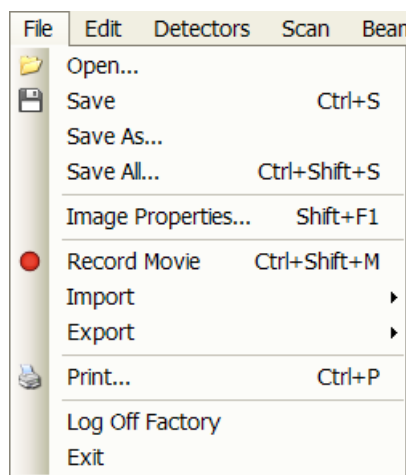 File Edit Detectors Scan
Open...
Save Ctrl+S
Save As...
Save All... Ctrl+Shift+S
Image Properties... Shift+F1
Record Movie Ctrl+Shift+M
Import
Export
Print... Ctrl+P
Log Off Factory
Exit